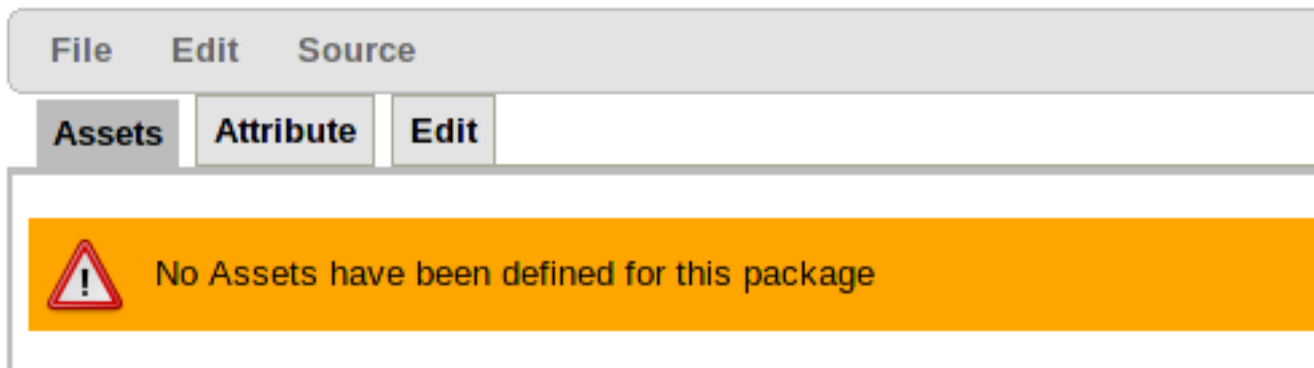 File Edit Source
Assets Attribute Edit
! No Assets have been defined for this package